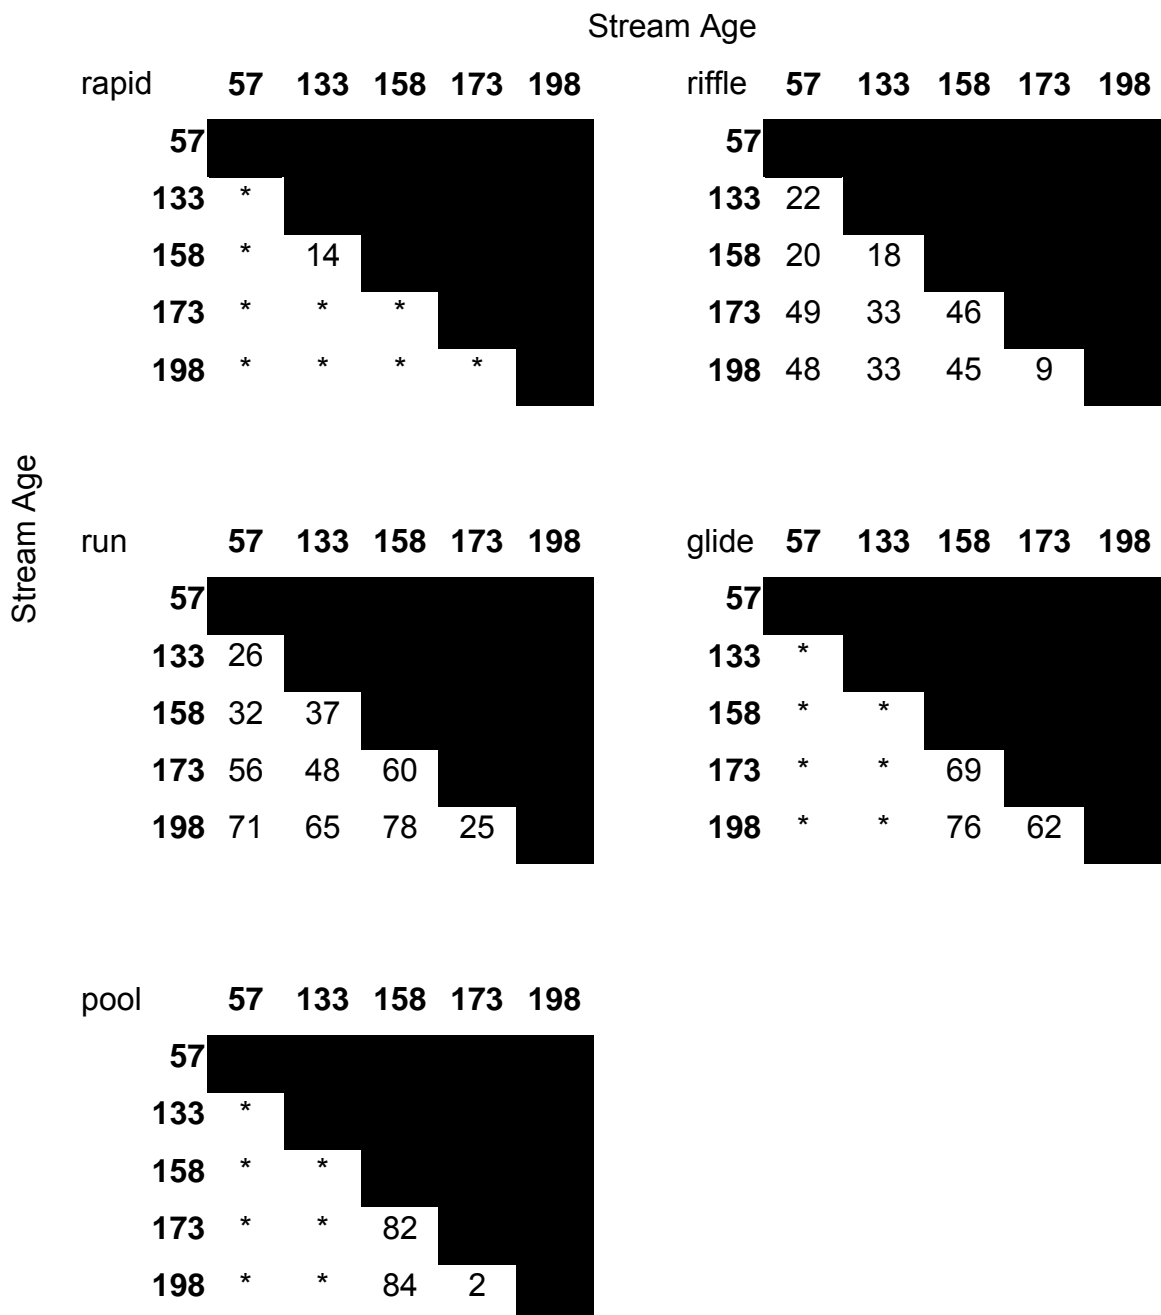 Stream Age
rapid 57 133 158 173 198
57
133 *
158 * 14
173 * * *
198 * * * *
riffle 57 133 158 173 198
57
133 22
158 20 18
173 49 33 46
198 48 33 45 9
Stream Age
run 57 133 158 173 198
57
133 26
158 32 37
173 56 48 60
198 71 65 78 25
glide 57 133 158 173 198
57
133 *
158 * *
173 * * 69
198 * * 76 62
pool 57 133 158 173 198
57
133 *
158 * *
173 * * 82
198 * * 84 2